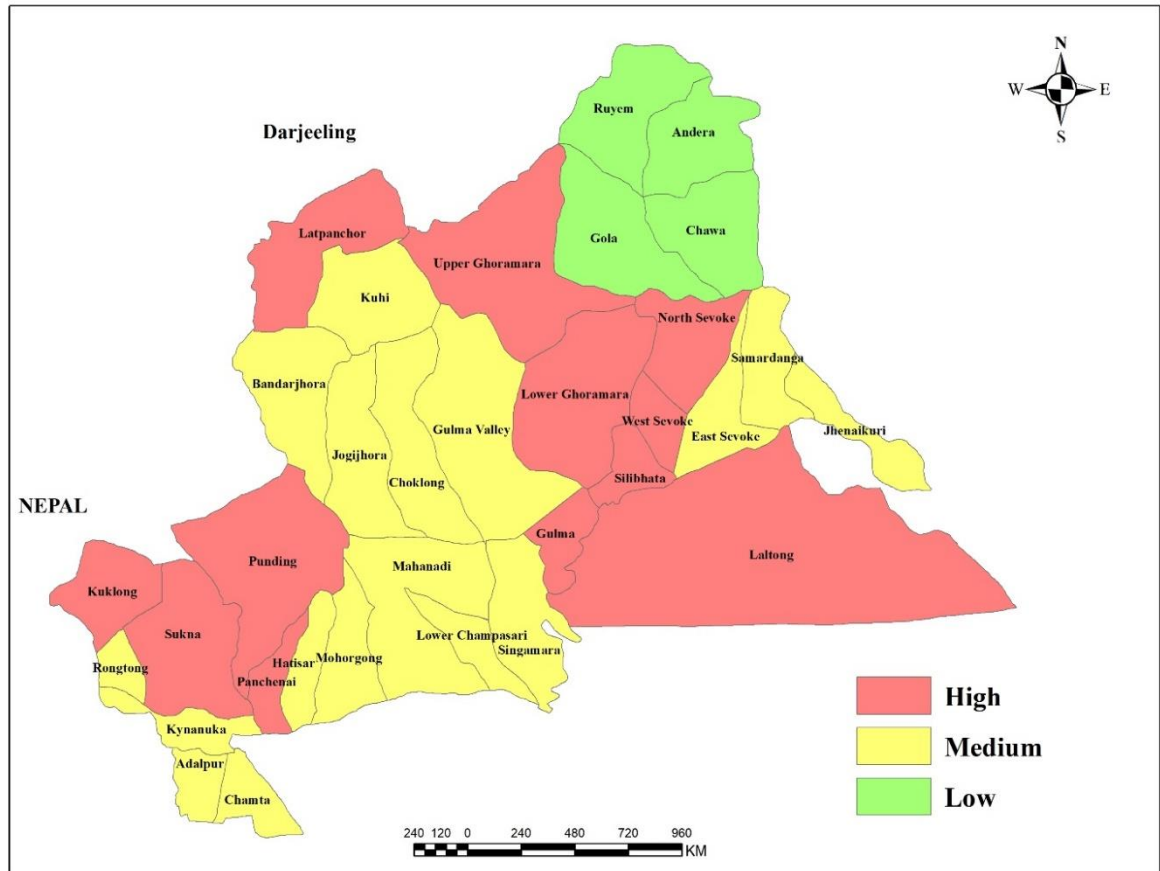 N
W E
S
Ruyem
Andera
Darjeeling
Latpanchor
Gola
Chawa
Upper Ghoramara
Kuhi
North Sevoke
Samardanga
Bandarjhora
Lower Ghoramara
West Sevoke
Gulma Valley
East Sevoke
Jhenaikuri
Jogijhora
Choklong
Silibhata
NEPAL
Gulma
Laltong
Punding
Mahanadi
Kuklong
Sukna
Lower Champasari
Singamara
Rongtong
Hatisar
Mohorgong
Panchenai
Kynanuka
Adalpur
Chamta
High
Medium
Low
240 120 0 240 480 720 960
KM